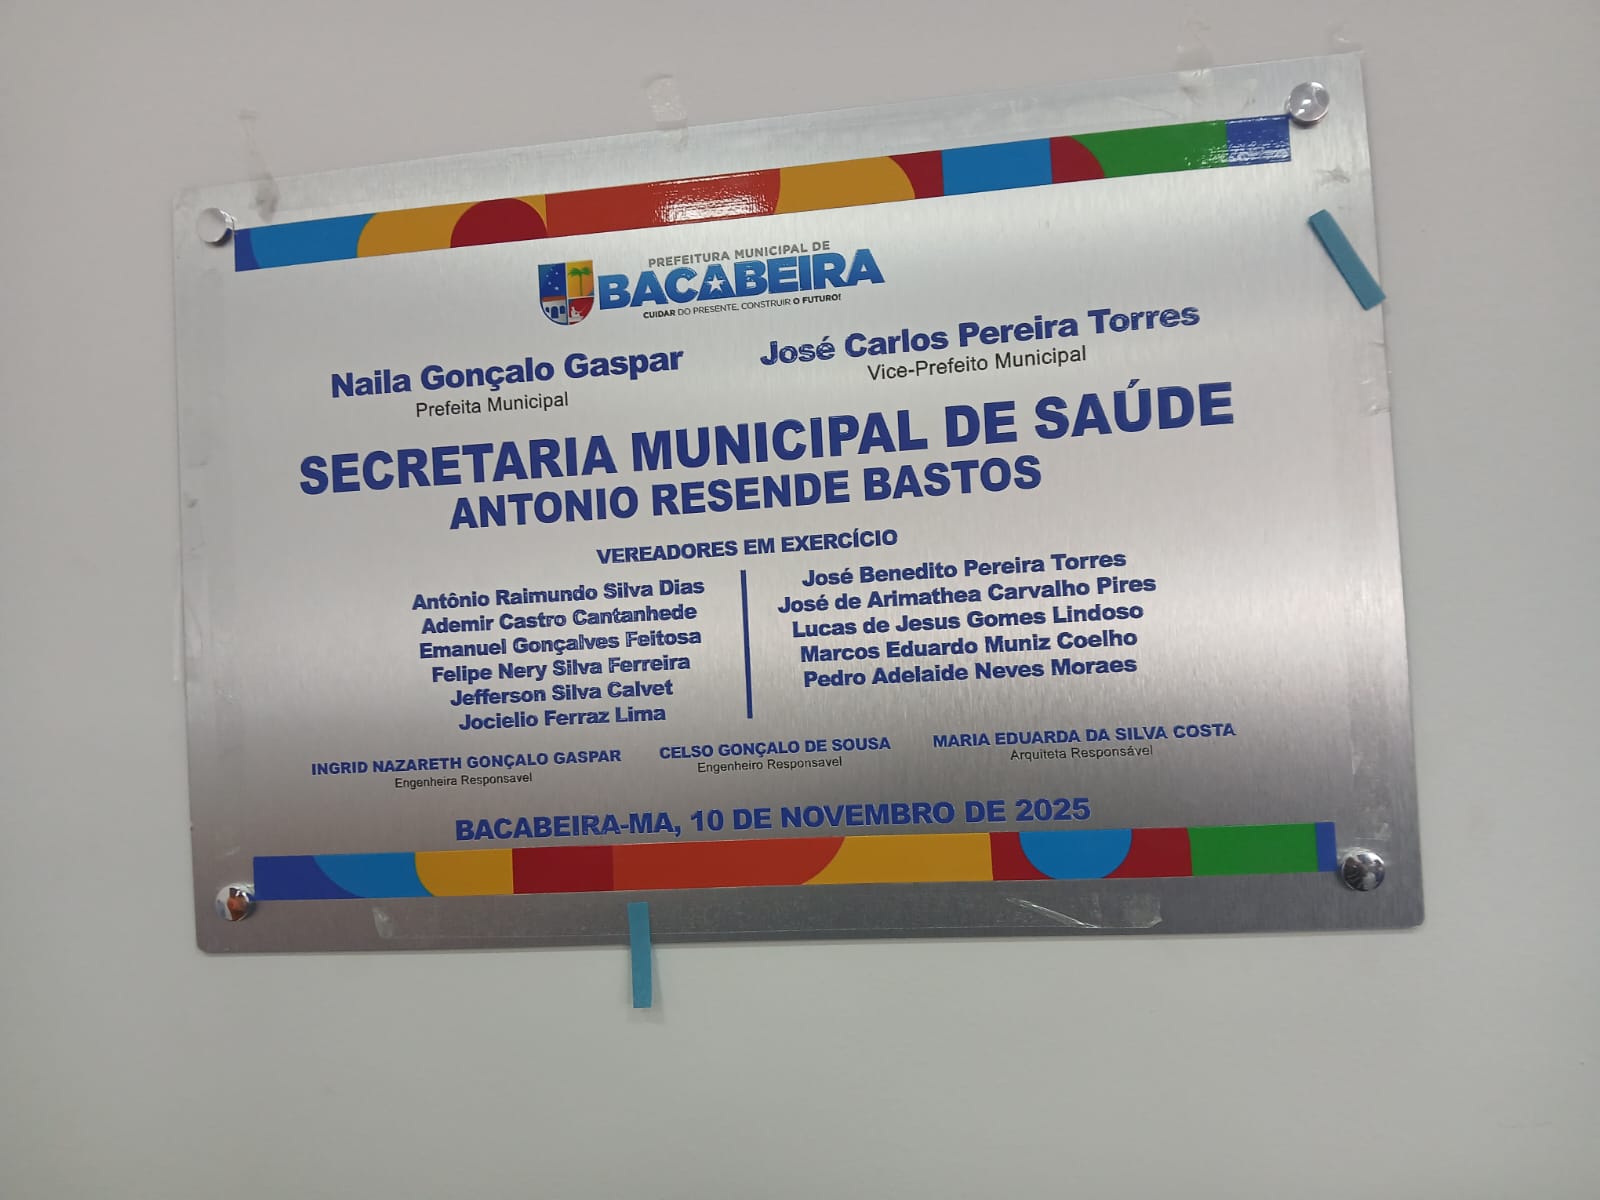 PREFEITURA MUNICIPAL DE
BACABEIRA
CUIDAR DO PRESENTE, CONSTRUIR O FUTURO!
Naila Gonçalo Gaspar
Prefeita Municipal
José Carlos Pereira Torres
Vice-Prefeito Municipal
SECRETARIA MUNICIPAL DE SAÚDE
ANTONIO RESENDE BASTOS
VEREADORES EM EXERCÍCIO
Antônio Raimundo Silva Dias
Ademir Castro Cantanhede
Emanuel Gonçalves Feitosa
Felipe Nery Silva Ferreira
Jefferson Silva Calvet
Jocielio Ferraz Lima
José Benedito Pereira Torres
José de Arimathea Carvalho Pires
Lucas de Jesus Gomes Lindoso
Marcos Eduardo Muniz Coelho
Pedro Adelaide Neves Moraes
INGRID NAZARETH GONÇALO GASPAR
Engenheira Responsavel
CELSO GONÇALO DE SOUSA
Engenheiro Responsavel
MARIA EDUARDA DA SILVA COSTA
Arquiteta Responsável
BACABEIRA-MA, 10 DE NOVEMBRO DE 2025